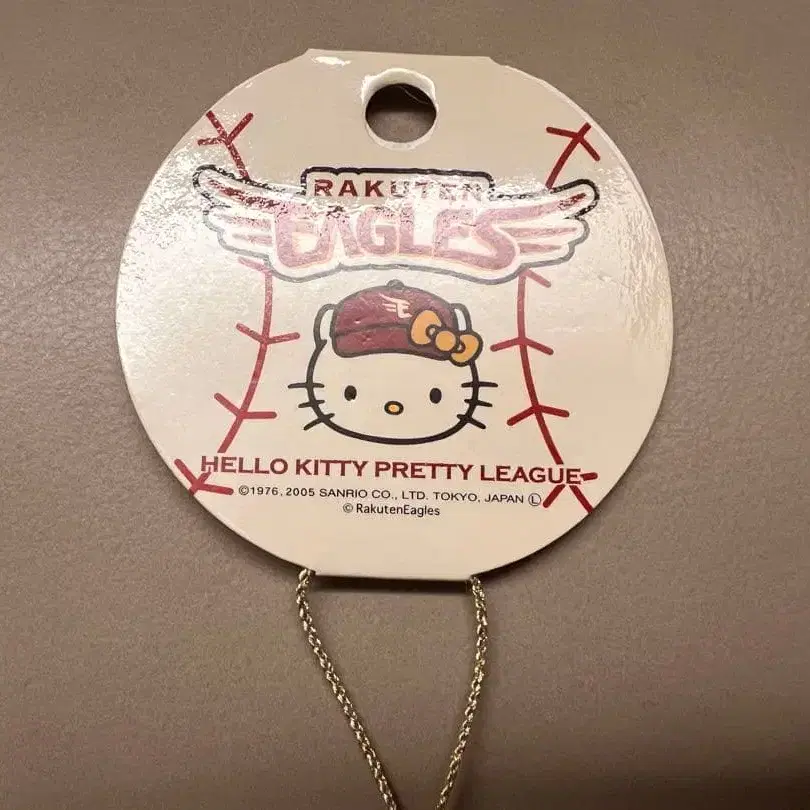 RAKUTEN
EAGLES
E
HELLO KITTY PRETTY LEAGUE
©1976, 2005 SANRIO CO., LTD. TOKYO, JAPAN Ⓛ
©RakutenEagles